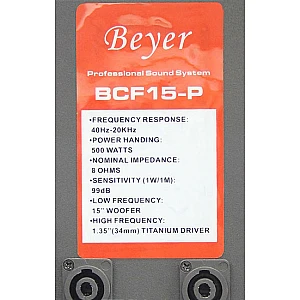 Beyer
Professional Sound System
BCF15-P
•FREQUENCY RESPONSE:
40Hz-20KHz
•POWER HANDING:
500 WATTS
•NOMINAL IMPEDANCE:
8 OHMS
•SENSITIVITY (1W/1M):
99dB
•LOW FREQUENCY:
15" WOOFER
•HIGH FREQUENCY:
1.35"(34mm) TITANIUM DRIVER